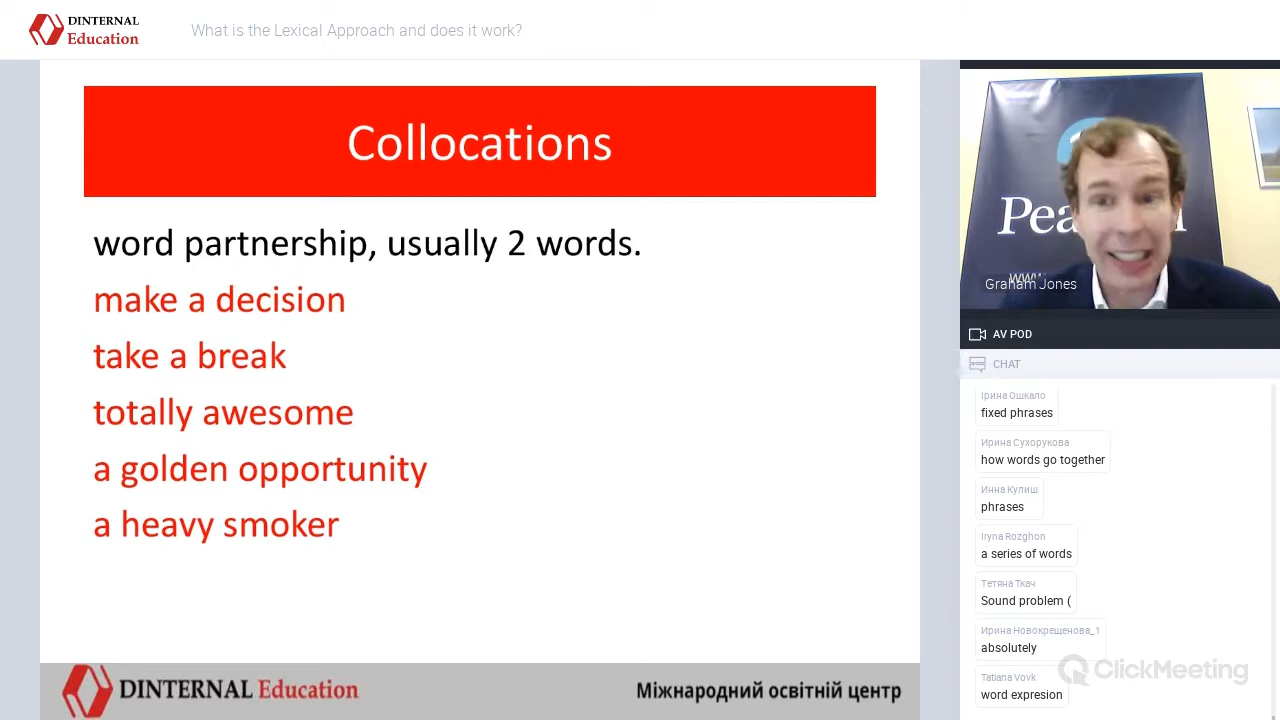 DINTERNAL
Education
What is the Lexical Approach and does it work?
Collocations
word partnership, usually 2 words.
make a decision
take a break
totally awesome
a golden opportunity
a heavy smoker
DINTERNAL Education
Міжнародний освітній центр
Graham Jones
AV POD
CHAT
Ірина Ошкало
fixed phrases
Ирина Сухорукова
how words go together
Инна Кулиш
phrases
Iryna Rozghon
a series of words
Тетяна Ткач
Sound problem (
Ирина Новокрещенова_1
absolutely
Tatiana Vovk
word expresion
ClickMeeting